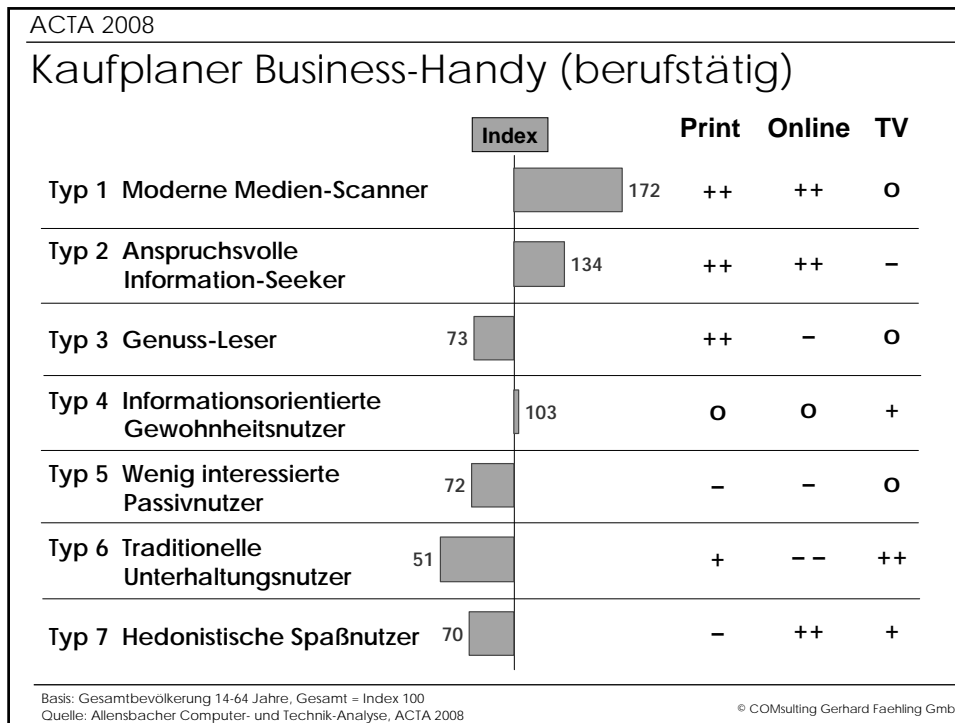 ACTA 2008
Kaufplaner Business-Handy (berufstätig)
Index Print Online TV
Typ 1 Moderne Medien-Scanner 172 ++ ++ o
Typ 2 Anspruchsvolle
Information-Seeker 134 ++ ++ –
Typ 3 Genuss-Leser 73 ++ – o
Typ 4 Informationsorientierte
Gewohnheitsnutzer 103 o o +
Typ 5 Wenig interessierte
Passivnutzer 72 – – o
Typ 6 Traditionelle
Unterhaltungsnutzer 51 + – – ++
Typ 7 Hedonistische Spaßnutzer 70 – ++ +
Basis: Gesamtbevölkerung 14-64 Jahre, Gesamt = Index 100
Quelle: Allensbacher Computer- und Technik-Analyse, ACTA 2008
© COMsulting Gerhard Faehling Gmb